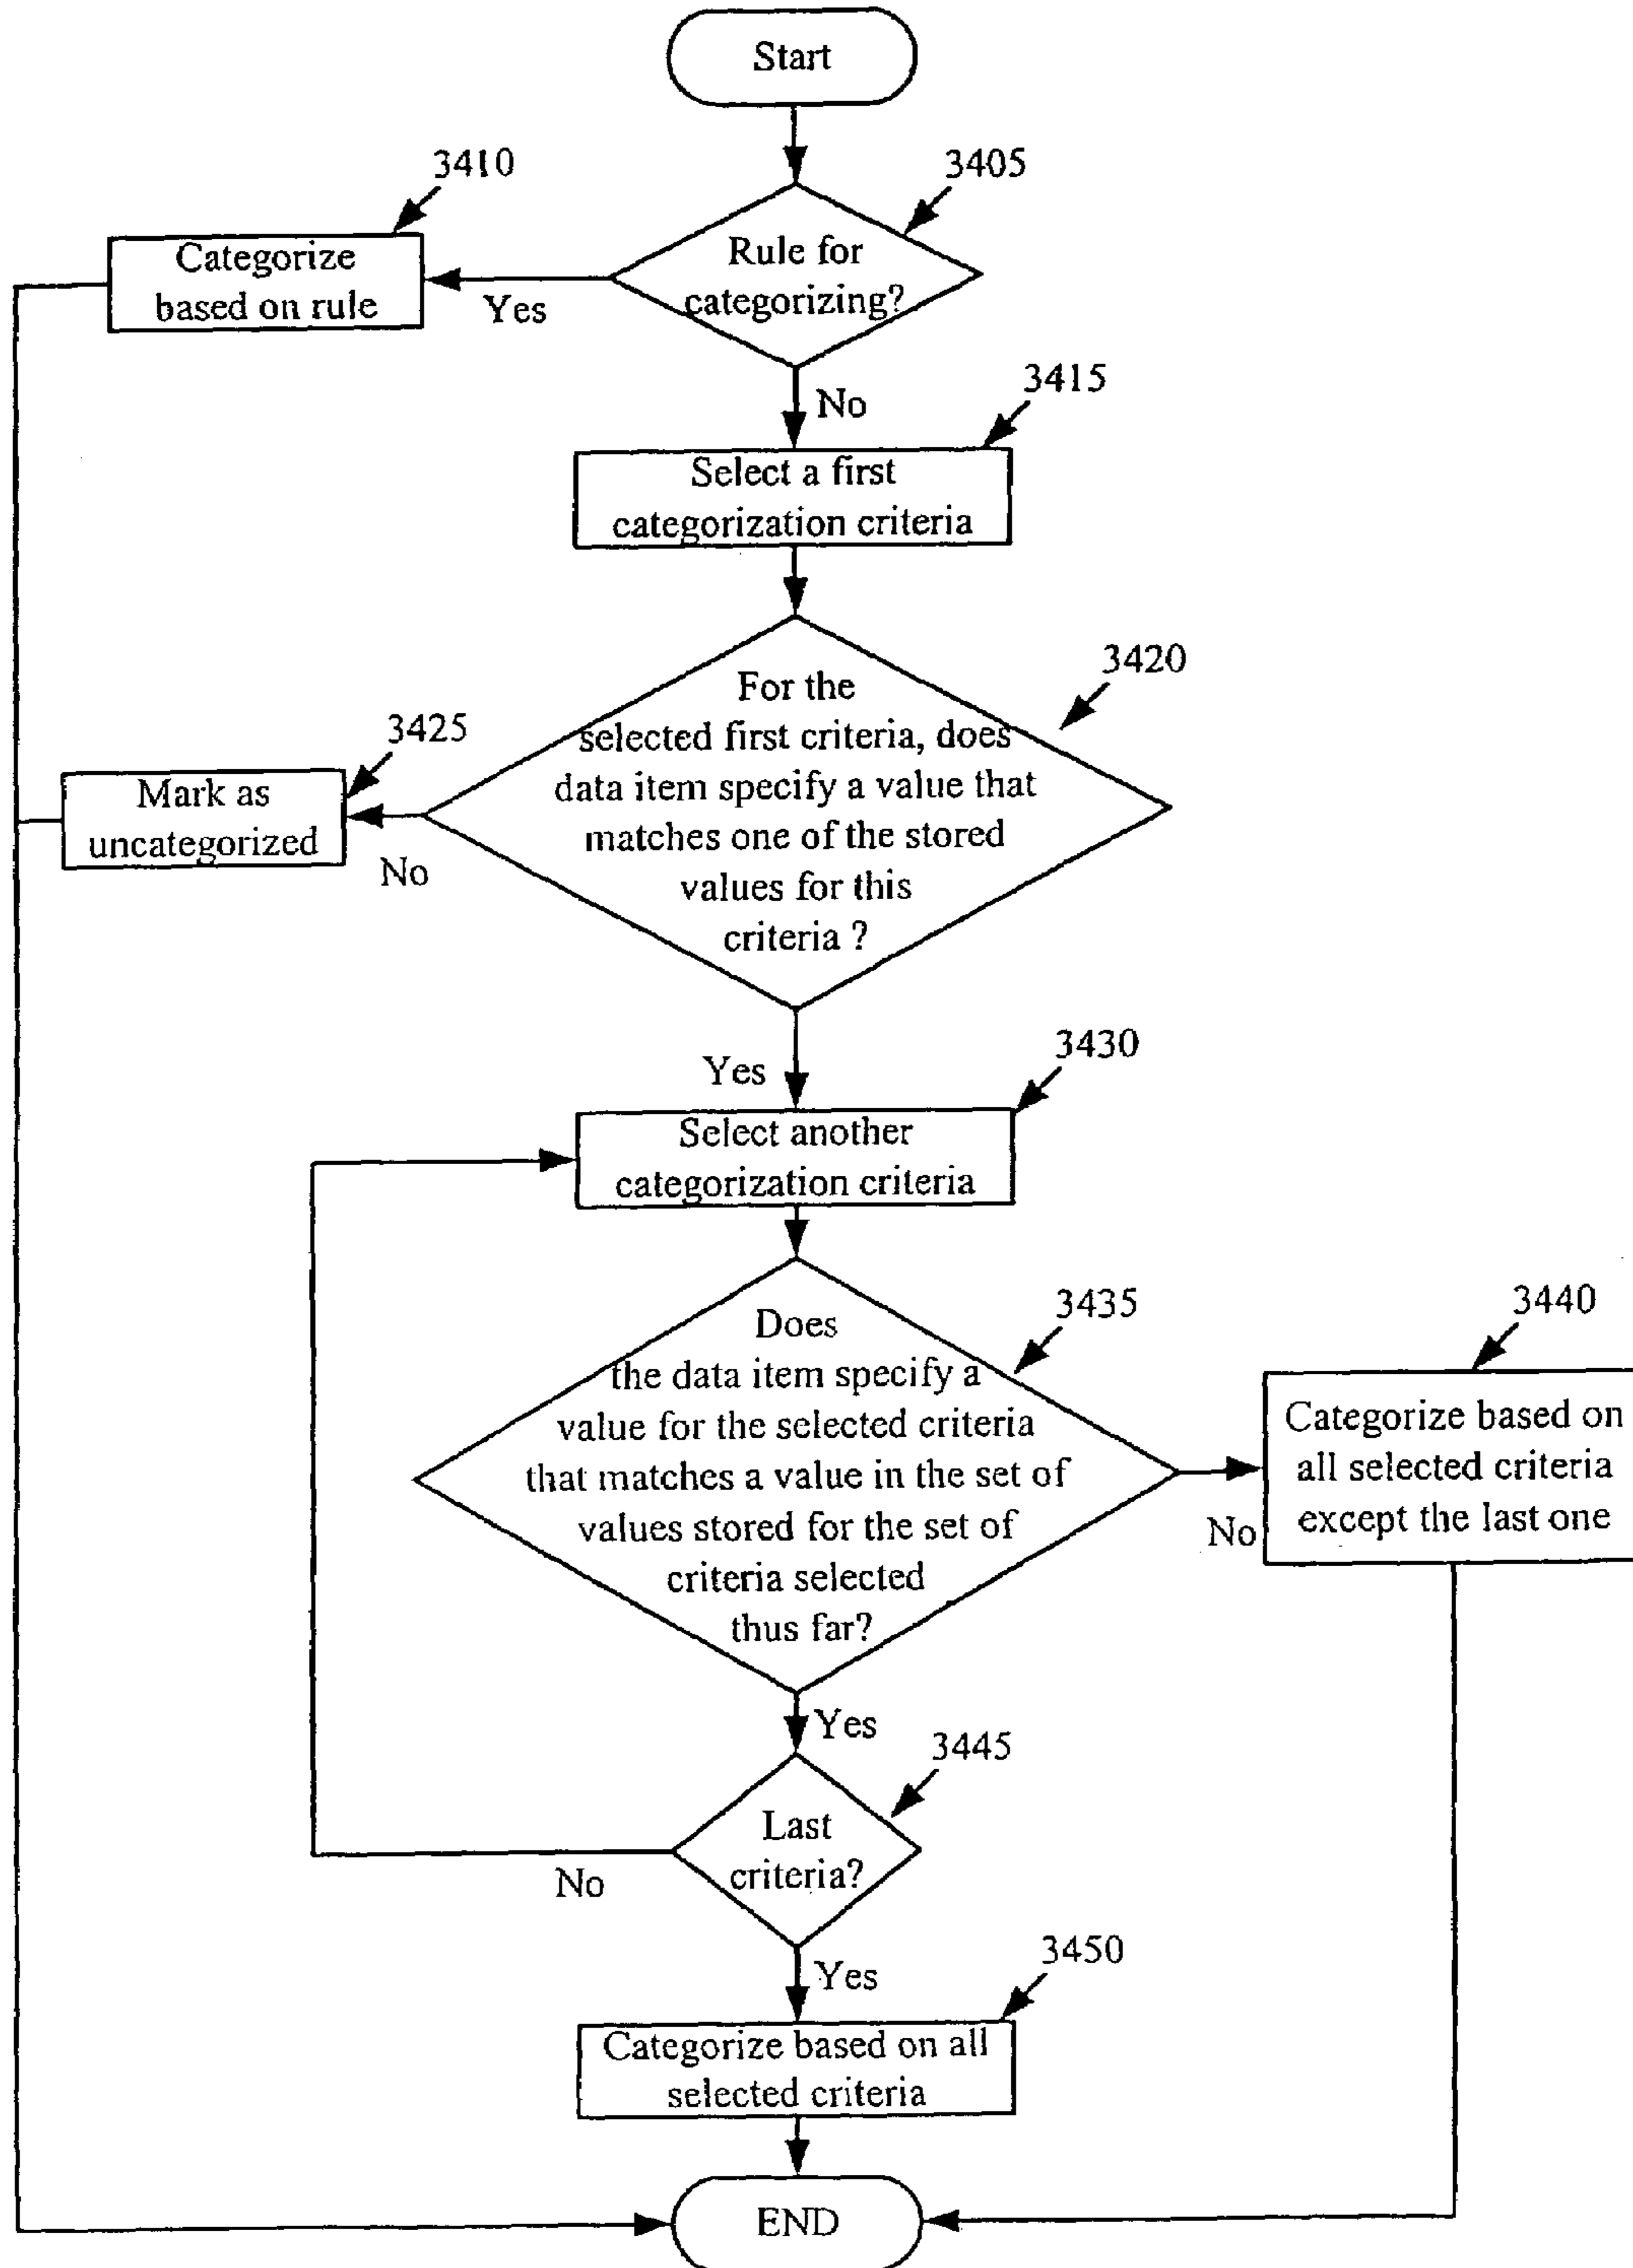 Start
3410
3405
Categorize
based on rule
Rule for
categorizing?
Yes
3415
No
Select a first
categorization criteria
3420
For the
selected first criteria, does
data item specify a value that
matches one of the stored
values for this
criteria ?
3425
Mark as
uncategorized
No
3430
Yes
Select another
categorization criteria
3435
3440
Does
the data item specify a
value for the selected criteria
that matches a value in the set of
values stored for the set of
criteria selected
thus far?
Categorize based on
all selected criteria
except the last one
No
Yes
3445
Last
criteria?
No
3450
Yes
Categorize based on all
selected criteria
END